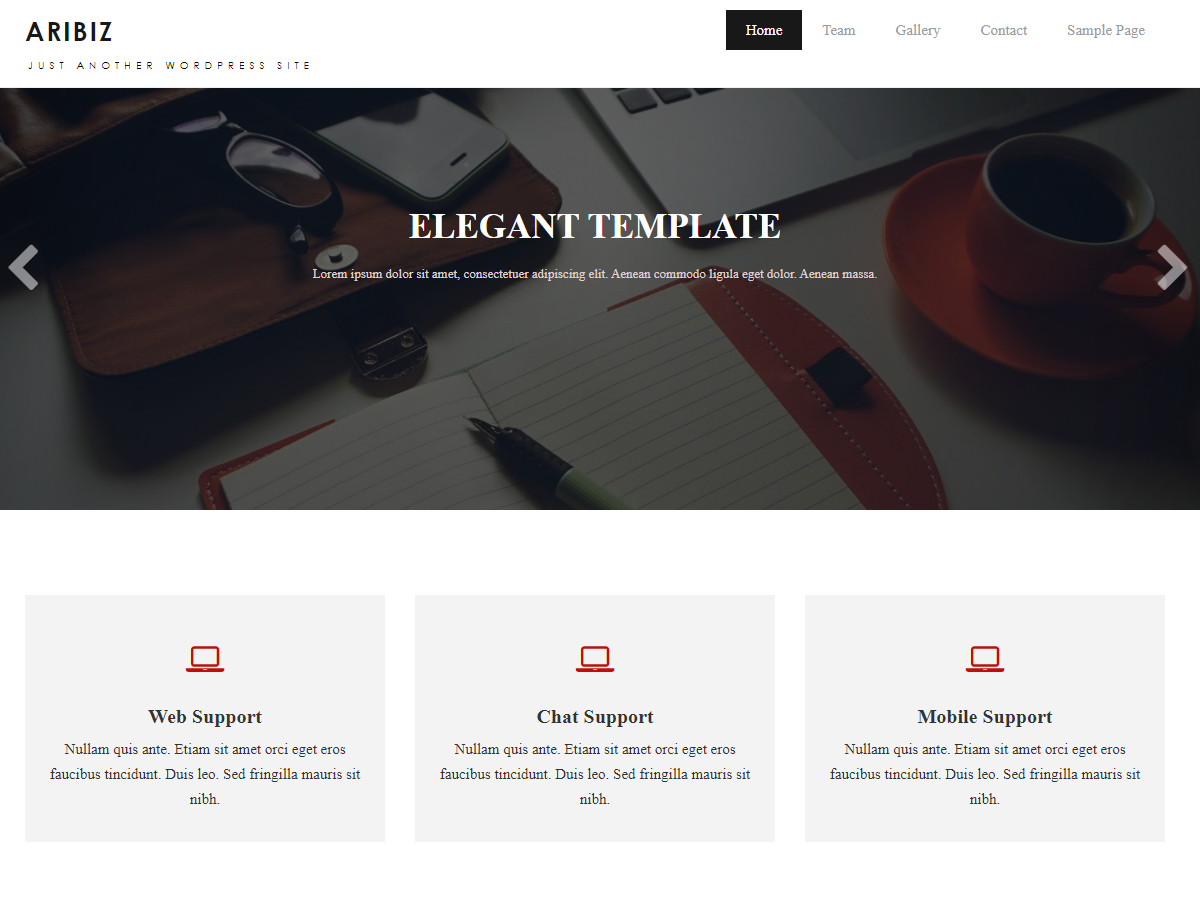 ARIBIZ
JUST ANOTHER WORDPRESS SITE
Home Team Gallery Contact Sample Page
ELEGANT TEMPLATE
Lorem ipsum dolor sit amet, consectetuer adipiscing elit. Aenean commodo ligula eget dolor. Aenean massa.
Web Support
Nullam quis ante. Etiam sit amet orci eget eros
faucibus tincidunt. Duis leo. Sed fringilla mauris sit
nibh.
Chat Support
Nullam quis ante. Etiam sit amet orci eget eros
faucibus tincidunt. Duis leo. Sed fringilla mauris sit
nibh.
Mobile Support
Nullam quis ante. Etiam sit amet orci eget eros
faucibus tincidunt. Duis leo. Sed fringilla mauris sit
nibh.